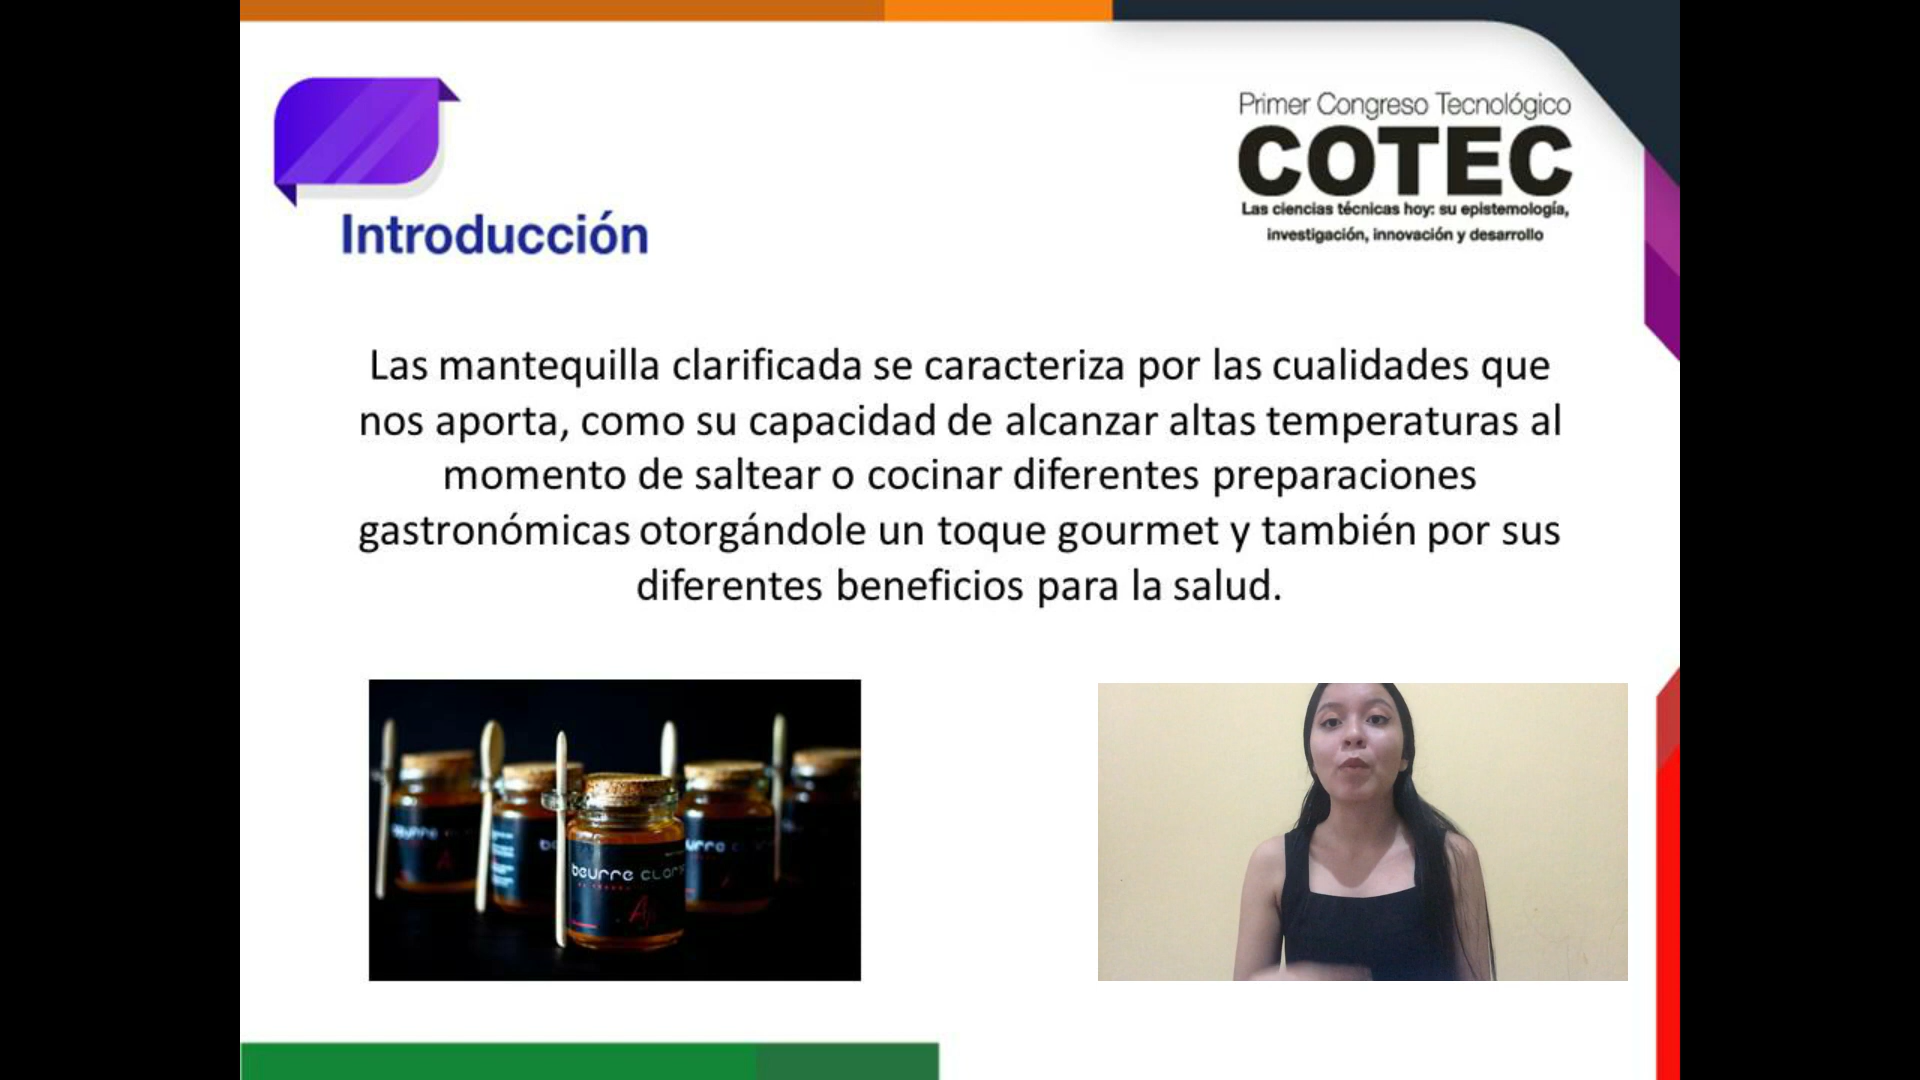 Primer Congreso Tecnológico
COTEC
Las ciencias técnicas hoy: su epistemología,
investigación, innovación y desarrollo
Introducción
Las mantequilla clarificada se caracteriza por las cualidades que
nos aporta, como su capacidad de alcanzar altas temperaturas al
momento de saltear o cocinar diferentes preparaciones
gastronómicas otorgándole un toque gourmet y también por sus
diferentes beneficios para la salud.
beurre